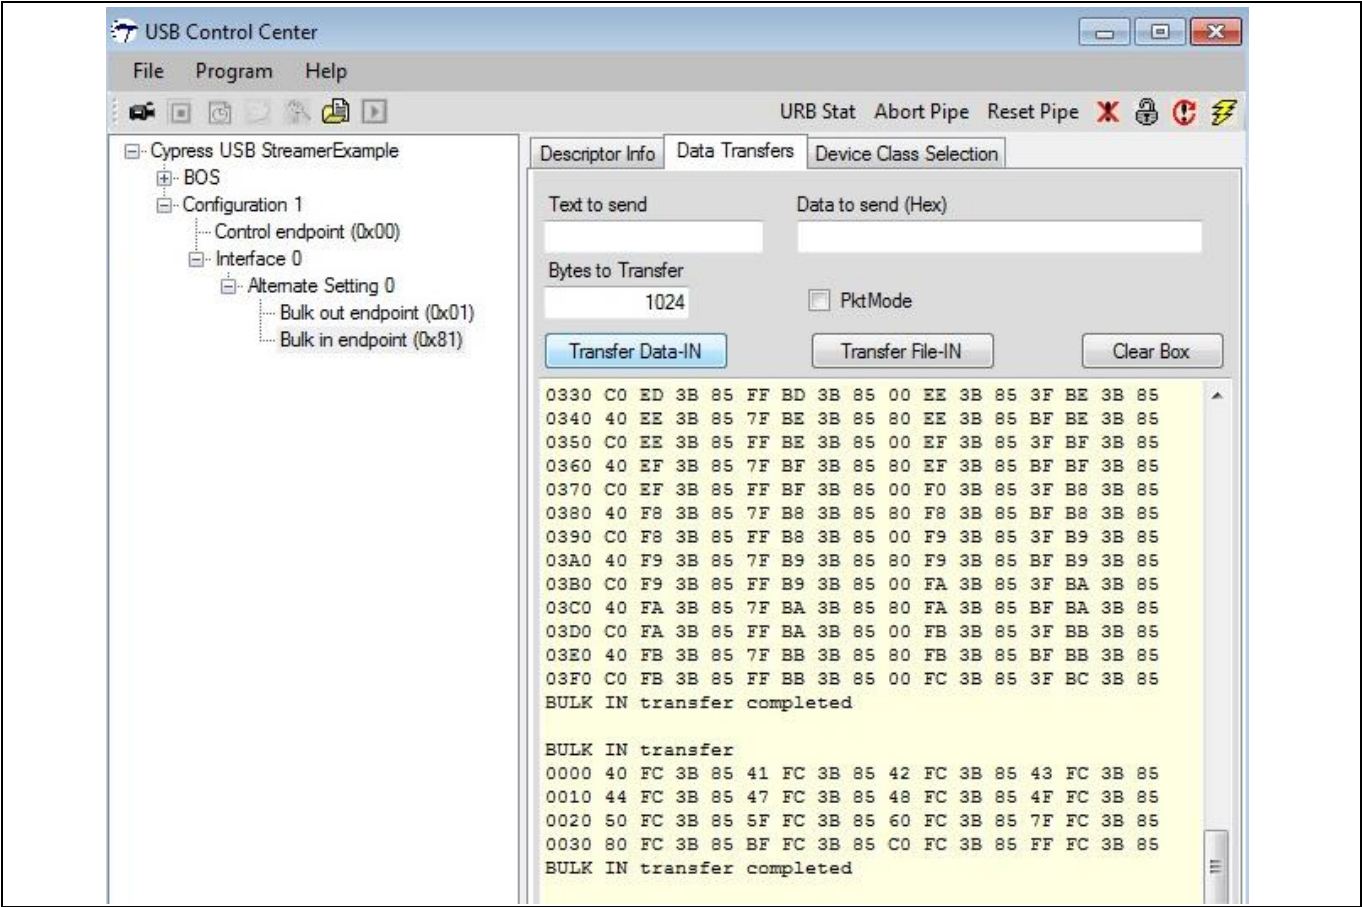 USB Control Center
File Program Help
URB Stat Abort Pipe Reset Pipe
Cypress USB StreamerExample
BOS
Configuration 1
Control endpoint (0x00)
Interface 0
Alternate Setting 0
Bulk out endpoint (0x01)
Bulk in endpoint (0x81)
Descriptor Info Data Transfers Device Class Selection
Text to send Data to send (Hex)
Bytes to Transfer
1024 PktMode
Transfer Data-IN Transfer File-IN Clear Box
0330 C0 ED 3B 85 FF BD 3B 85 00 EE 3B 85 3F BE 3B 85
0340 40 EE 3B 85 7F BE 3B 85 80 EE 3B 85 BF BE 3B 85
0350 C0 EE 3B 85 FF BE 3B 85 00 EF 3B 85 3F BF 3B 85
0360 40 EF 3B 85 7F BF 3B 85 80 EF 3B 85 BF BF 3B 85
0370 C0 EF 3B 85 FF BF 3B 85 00 F0 3B 85 3F B8 3B 85
0380 40 F8 3B 85 7F B8 3B 85 80 F8 3B 85 BF B8 3B 85
0390 C0 F8 3B 85 FF B8 3B 85 00 F9 3B 85 3F B9 3B 85
03A0 40 F9 3B 85 7F B9 3B 85 80 F9 3B 85 BF B9 3B 85
03B0 C0 F9 3B 85 FF B9 3B 85 00 FA 3B 85 3F BA 3B 85
03C0 40 FA 3B 85 7F BA 3B 85 80 FA 3B 85 BF BA 3B 85
03D0 C0 FA 3B 85 FF BA 3B 85 00 FB 3B 85 3F BB 3B 85
03E0 40 FB 3B 85 7F BB 3B 85 80 FB 3B 85 BF BB 3B 85
03F0 C0 FB 3B 85 FF BB 3B 85 00 FC 3B 85 3F BC 3B 85
BULK IN transfer completed
BULK IN transfer
0000 40 FC 3B 85 41 FC 3B 85 42 FC 3B 85 43 FC 3B 85
0010 44 FC 3B 85 47 FC 3B 85 48 FC 3B 85 4F FC 3B 85
0020 50 FC 3B 85 5F FC 3B 85 60 FC 3B 85 7F FC 3B 85
0030 80 FC 3B 85 BF FC 3B 85 C0 FC 3B 85 FF FC 3B 85
BULK IN transfer completed